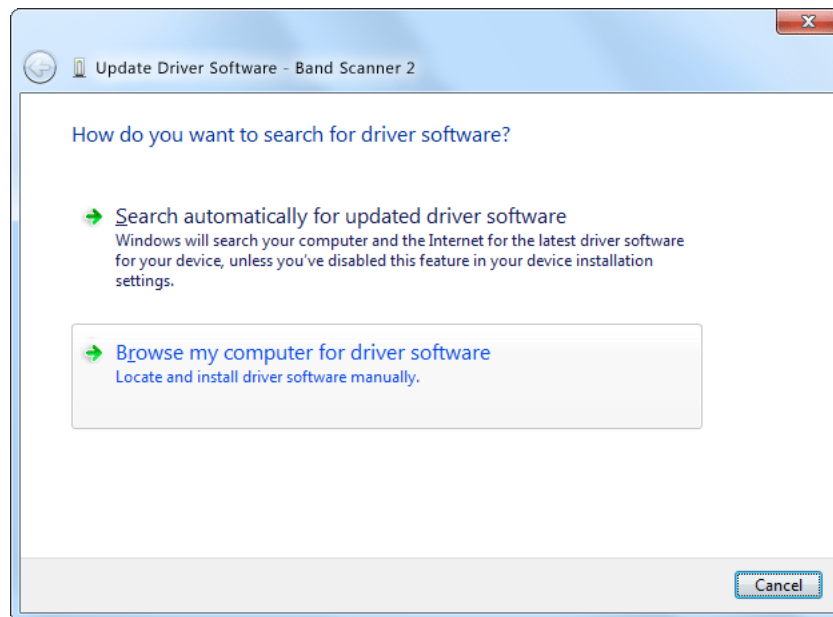 Update Driver Software - Band Scanner 2
How do you want to search for driver software?
Search automatically for updated driver software
Windows will search your computer and the Internet for the latest driver software
for your device, unless you've disabled this feature in your device installation
settings.
Browse my computer for driver software
Locate and install driver software manually.
Cancel